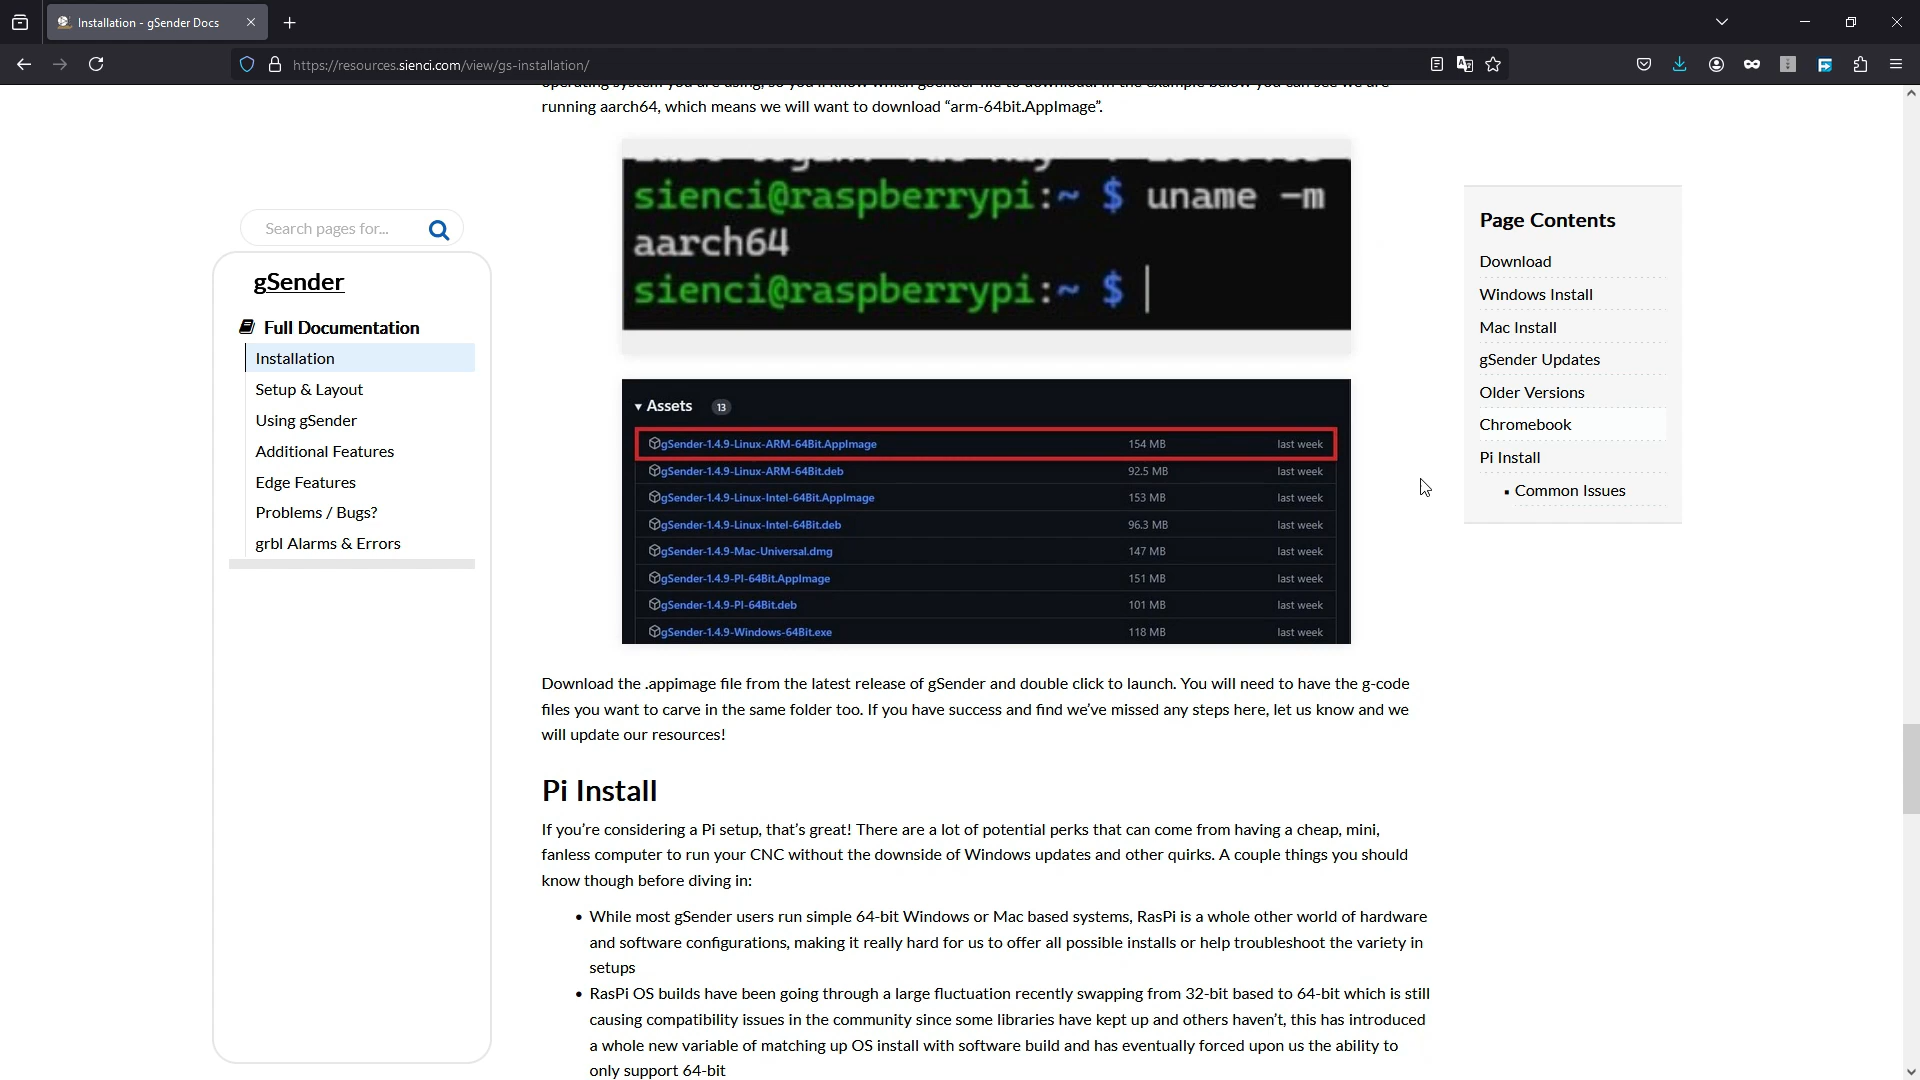 Installation - gSender Docs
https://resources.sienci.com/view/gs-installation/
running aarch64, which means we will want to download “arm-64bit.AppImage”.
sienci@raspberrypi:~ $ uname -m
aarch64
sienci@raspberrypi:~ $
Search pages for...
gSender
Full Documentation
Installation
Setup & Layout
Using gSender
Additional Features
Edge Features
Problems / Bugs?
grbl Alarms & Errors
Page Contents
Download
Windows Install
Mac Install
gSender Updates
Older Versions
Chromebook
Pi Install
Common Issues
Assets 13
gSender-1.4.9-Linux-ARM-64Bit.AppImage 154 MB last week
gSender-1.4.9-Linux-ARM-64Bit.deb 92.5 MB last week
gSender-1.4.9-Linux-Intel-64Bit.AppImage 153 MB last week
gSender-1.4.9-Linux-Intel-64Bit.deb 96.3 MB last week
gSender-1.4.9-Mac-Universal.dmg 147 MB last week
gSender-1.4.9-PI-64Bit.AppImage 151 MB last week
gSender-1.4.9-PI-64Bit.deb 101 MB last week
gSender-1.4.9-Windows-64Bit.exe 118 MB last week
Download the .appimage file from the latest release of gSender and double click to launch. You will need to have the g-code
files you want to carve in the same folder too. If you have success and find we’ve missed any steps here, let us know and we
will update our resources!
Pi Install
If you’re considering a Pi setup, that’s great! There are a lot of potential perks that can come from having a cheap, mini,
fanless computer to run your CNC without the downside of Windows updates and other quirks. A couple things you should
know though before diving in:
• While most gSender users run simple 64-bit Windows or Mac based systems, RasPi is a whole other world of hardware
and software configurations, making it really hard for us to offer all possible installs or help troubleshoot the variety in
setups
• RasPi OS builds have been going through a large fluctuation recently swapping from 32-bit based to 64-bit which is still
causing compatibility issues in the community since some libraries have kept up and others haven’t, this has introduced
a whole new variable of matching up OS install with software build and has eventually forced upon us the ability to
only support 64-bit